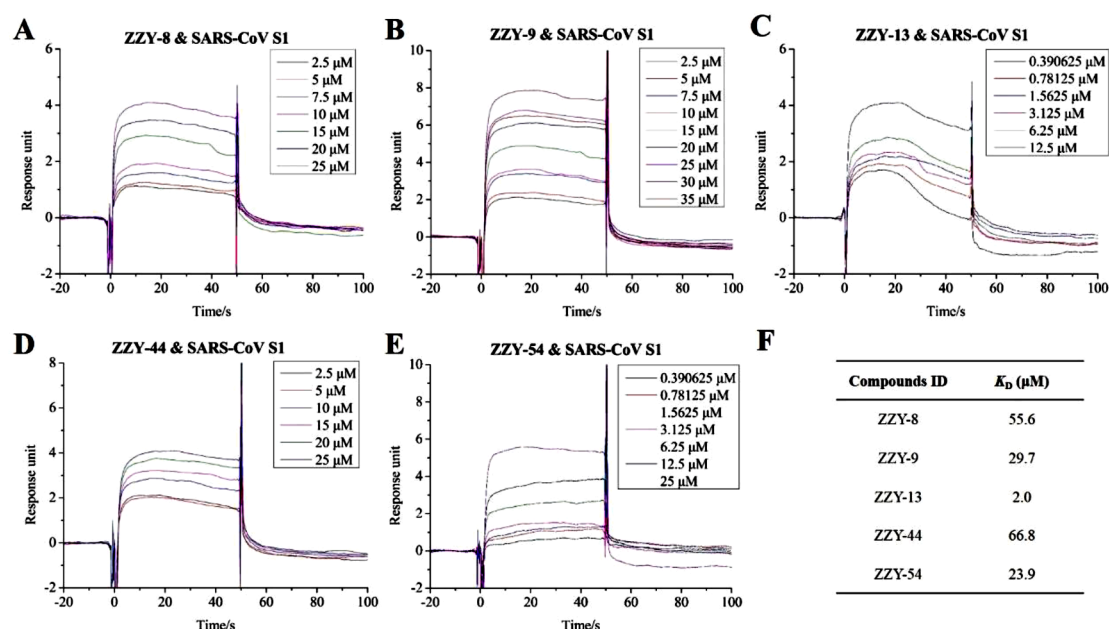 A
ZZY-8 & SARS-CoV S1
6
4
2
0
-2
Response unit
2.5 μM
5 μM
7.5 μM
10 μM
15 μM
20 μM
25 μM
-20 0 20 40 60 80 100
Time/s
B
ZZY-9 & SARS-CoV S1
10
8
6
4
2
0
-2
Response unit
2.5 μM
5 μM
7.5 μM
10 μM
15 μM
20 μM
25 μM
30 μM
35 μM
-20 0 20 40 60 80 100
Time/s
C
ZZY-13 & SARS-CoV S1
6
4
2
0
-2
Response unit
0.390625 μM
0.78125 μM
1.5625 μM
3.125 μM
6.25 μM
12.5 μM
-20 0 20 40 60 80 100
Time/s
D
ZZY-44 & SARS-CoV S1
8
6
4
2
0
-2
Response unit
2.5 μM
5 μM
10 μM
15 μM
20 μM
25 μM
-20 0 20 40 60 80 100
Time/s
E
ZZY-54 & SARS-CoV S1
10
8
6
4
2
0
-2
Response unit
0.390625 μM
0.78125 μM
1.5625 μM
3.125 μM
6.25 μM
12.5 μM
25 μM
-20 0 20 40 60 80 100
Time/s
F
Compounds ID K_D (μM)
ZZY-8 55.6
ZZY-9 29.7
ZZY-13 2.0
ZZY-44 66.8
ZZY-54 23.9